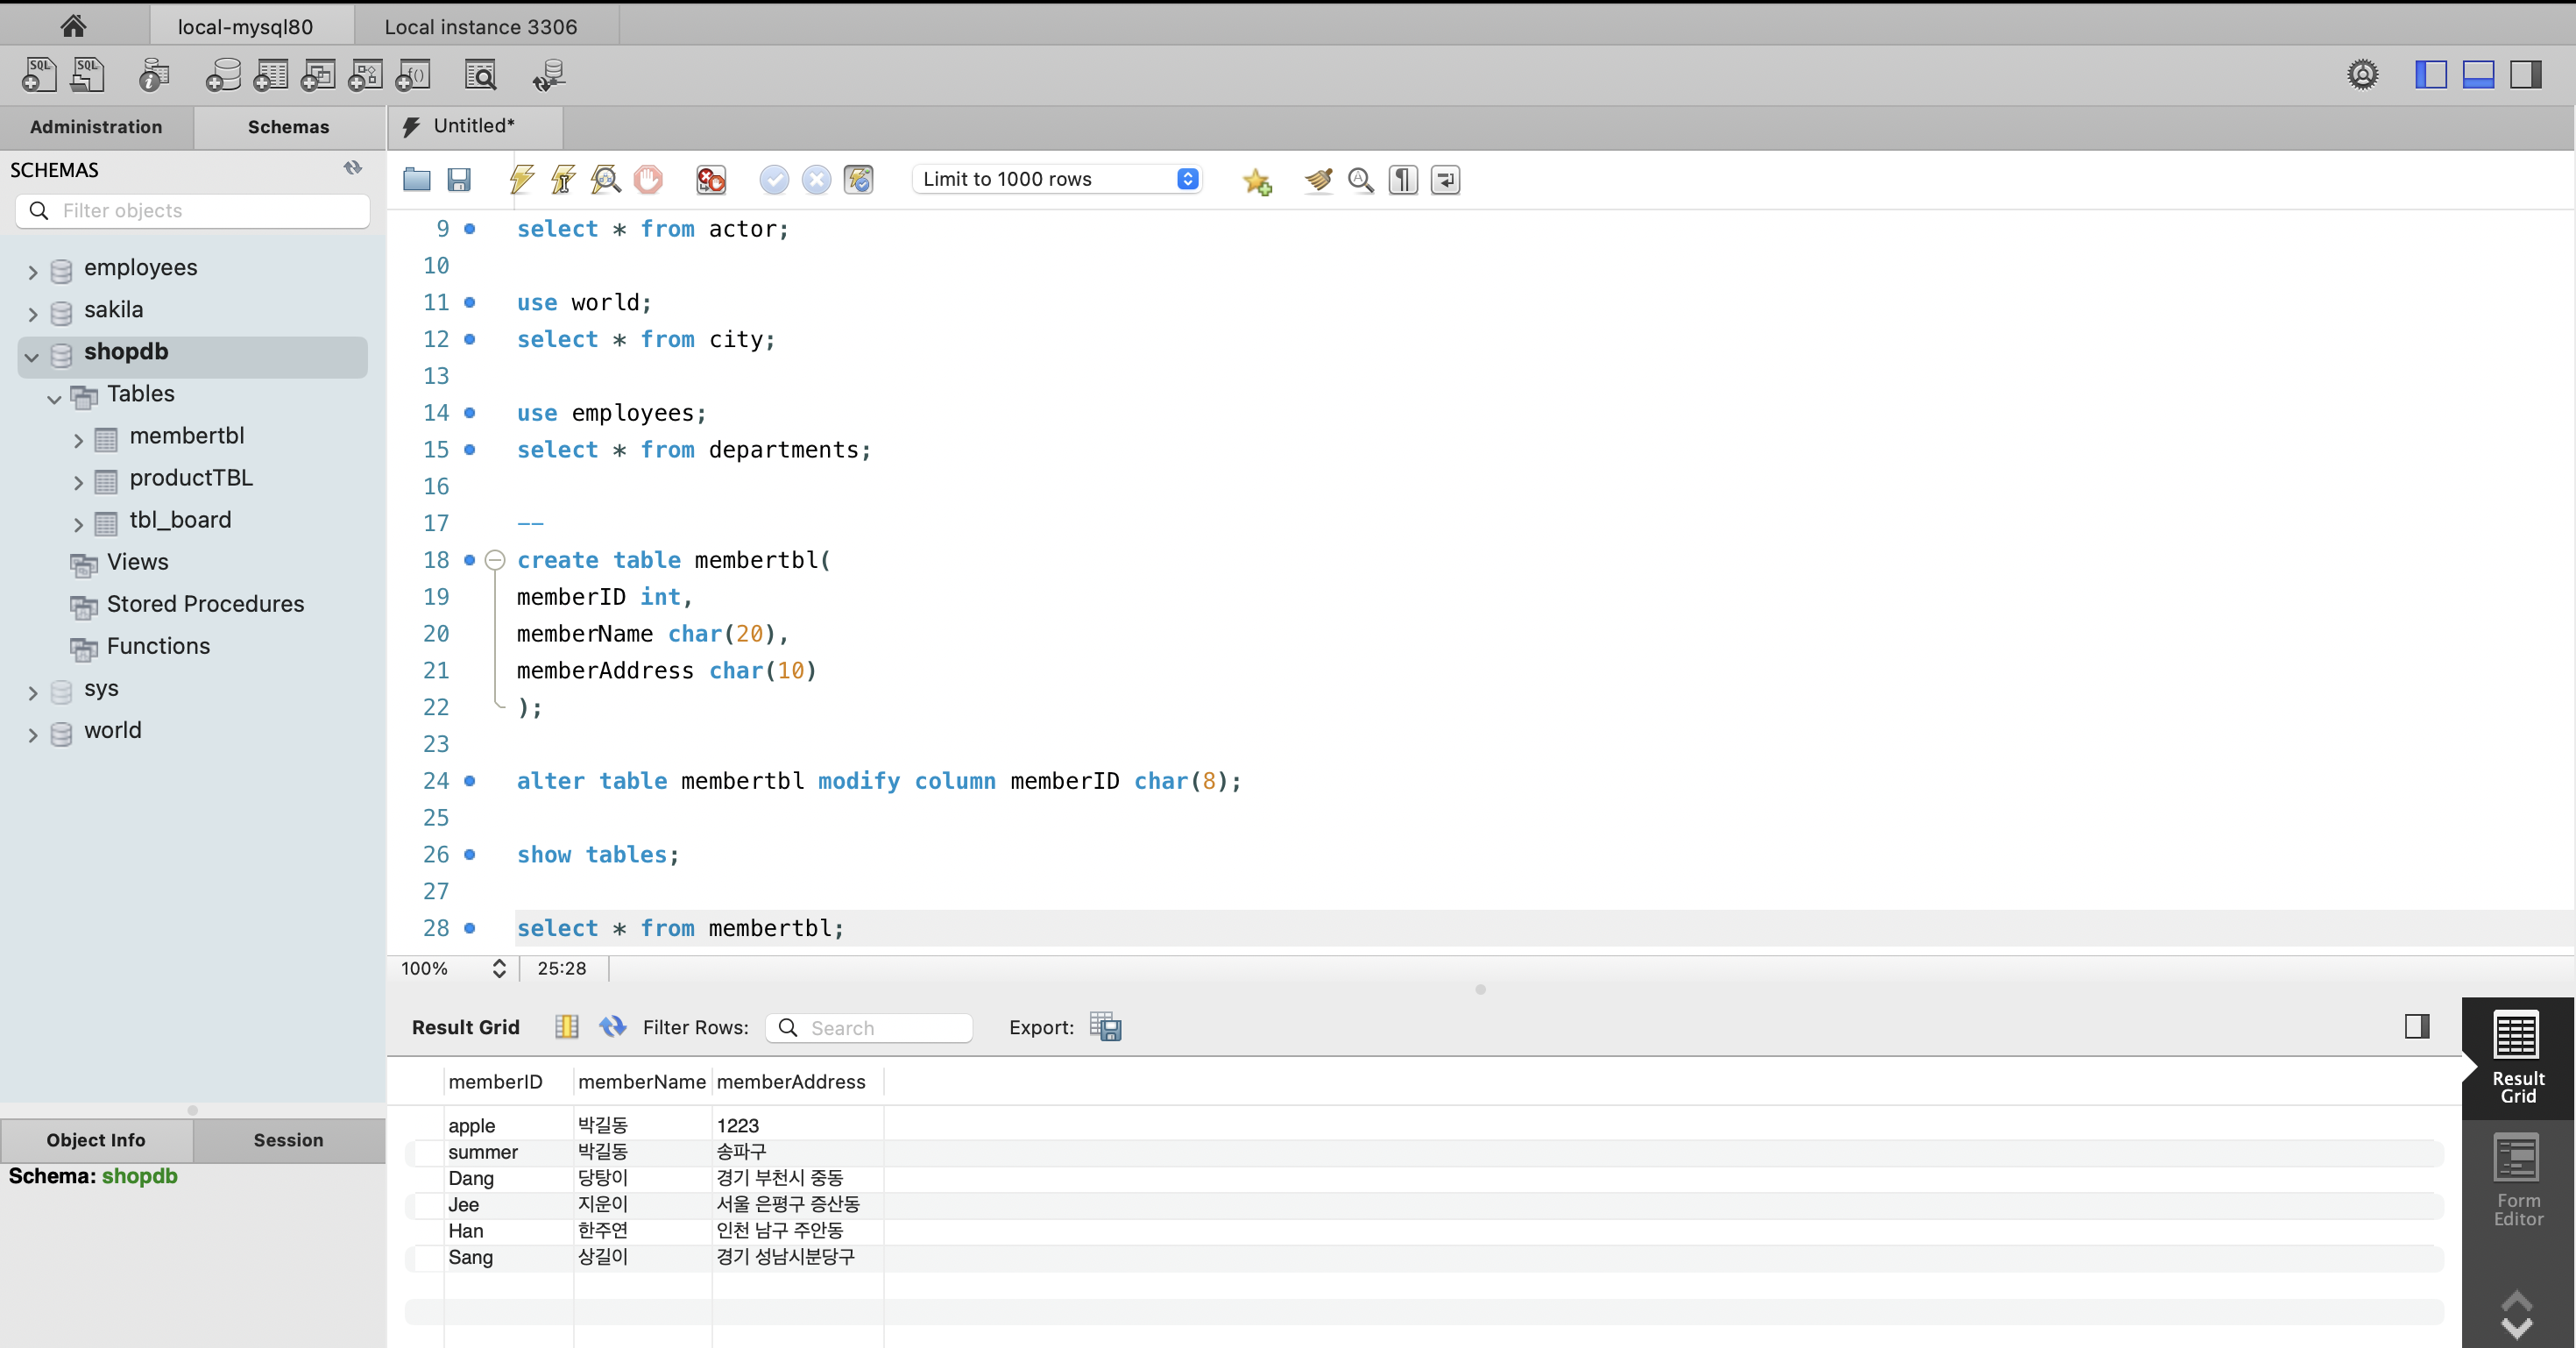 local-mysql80
Local instance 3306
Administration
Schemas
Untitled*
SCHEMAS
Filter objects
employees
sakila
shopdb
Tables
membertbl
productTBL
tbl_board
Views
Stored Procedures
Functions
sys
world
Object Info
Session
Schema: shopdb
Limit to 1000 rows
9 select * from actor;
10
11 use world;
12 select * from city;
13
14 use employees;
15 select * from departments;
16
17 --
18 create table membertbl(
19 memberID int,
20 memberName char(20),
21 memberAddress char(10)
22 );
23
24 alter table membertbl modify column memberID char(8);
25
26 show tables;
27
28 select * from membertbl;
100% 25:28
Result Grid Filter Rows: Search Export:
memberID memberName memberAddress
apple 박길동 1223
summer 박길동 송파구
Dang 당탕이 경기 부천시 중동
Jee 지운이 서울 은평구 증산동
Han 한주연 인천 남구 주안동
Sang 상길이 경기 성남시분당구
Result
Grid
Form
Editor